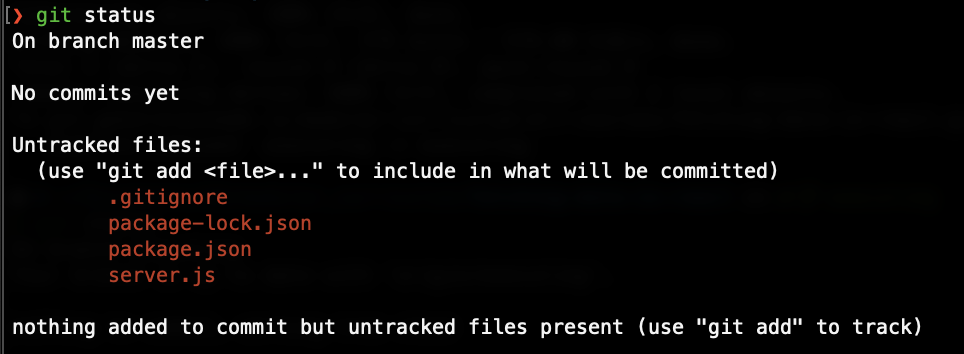 [❯ git status
On branch master
No commits yet
Untracked files:
(use "git add <file>..." to include in what will be committed)
.gitignore
package-lock.json
package.json
server.js
nothing added to commit but untracked files present (use "git add" to track)